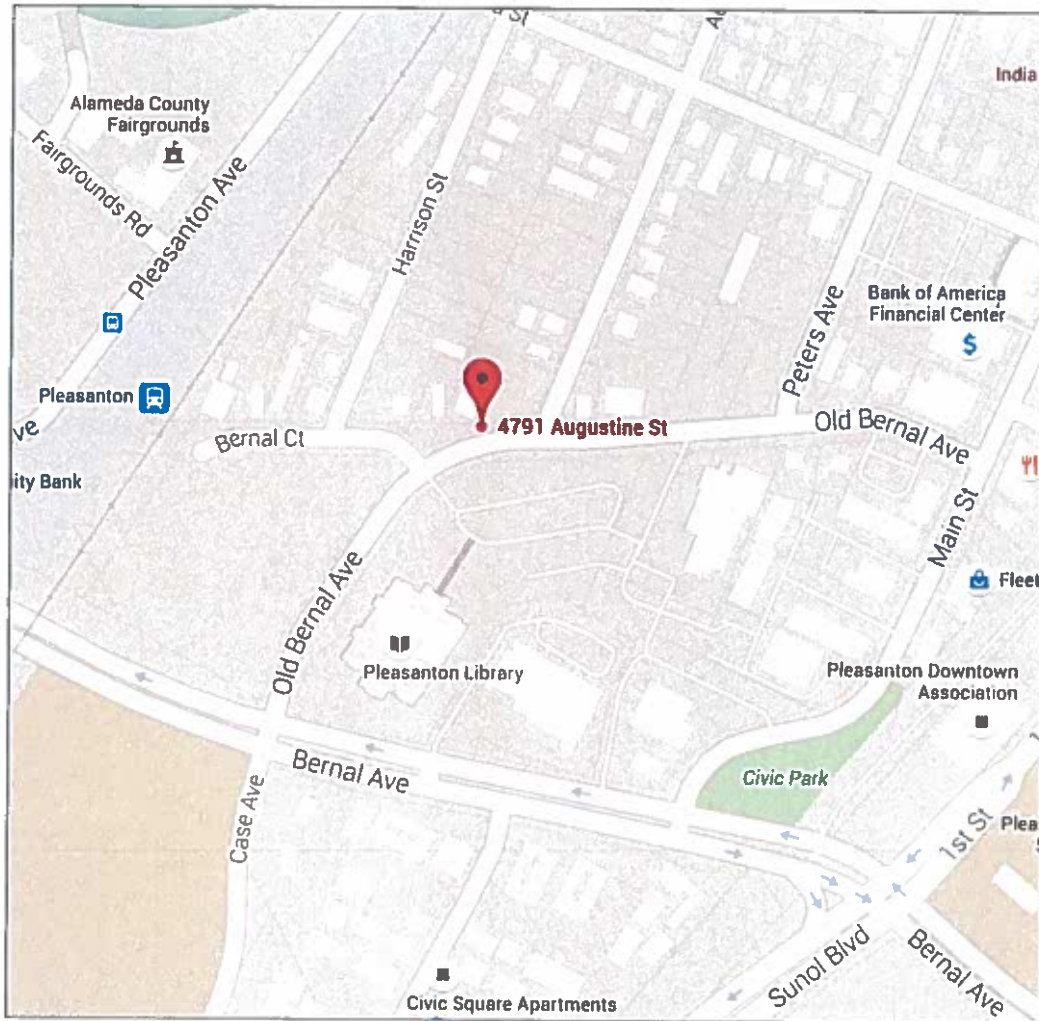 India
Alameda County
Fairgrounds
Fairgrounds Rd
Pleasanton Ave
Harrison St
Bank of America
Financial Center
$
Peters Ave
Pleasanton
ve
4791 Augustine St
Old Bernal Ave
Bernal Ct
ity Bank
Main St
Fleet
Old Bernal Ave
Pleasanton Library
Pleasanton Downtown
Association
Bernal Ave
Civic Park
Case Ave
1st St
Plea
Civic Square Apartments
Sunol Blvd
Bernal Ave